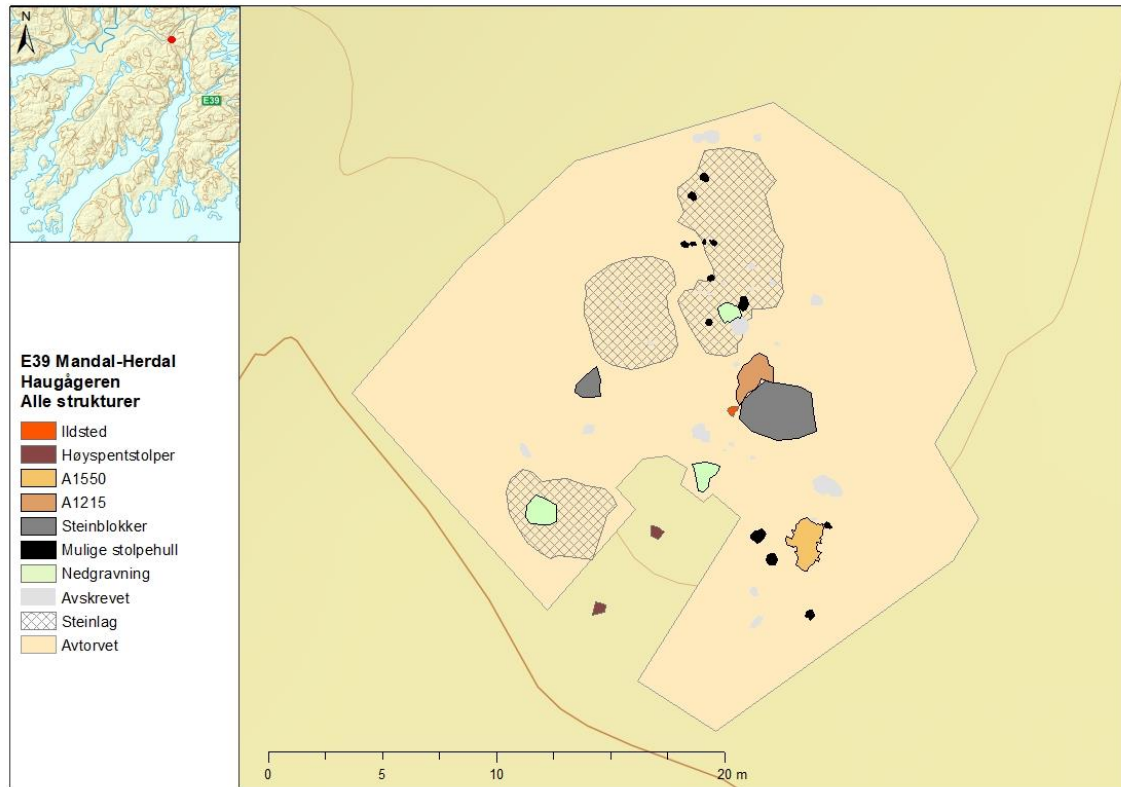 N
E39
E39 Mandal-Herdal
Haugågeren
Alle strukturer
Ildsted
Høyspentstolper
A1550
A1215
Steinblokker
Mulige stolpehull
Nedgravning
Avskrevet
Steinlag
Avtorvet
0 5 10 20 m